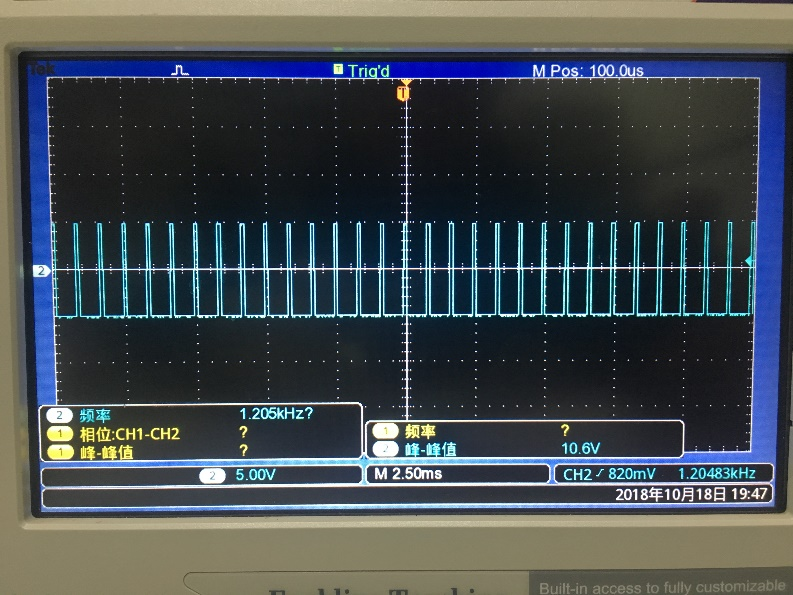 Tek
T Trig'd
M Pos: 100.0us
T
2
2 频率 1.205kHz?
1 相位:CH1-CH2 ?
1 峰-峰值 ?
1 频率 ?
2 峰-峰值 10.6V
2 5.00V
M 2.50ms
CH2 820mV 1.20483kHz
2018年10月18日 19:47
Built-in access to fully customizable